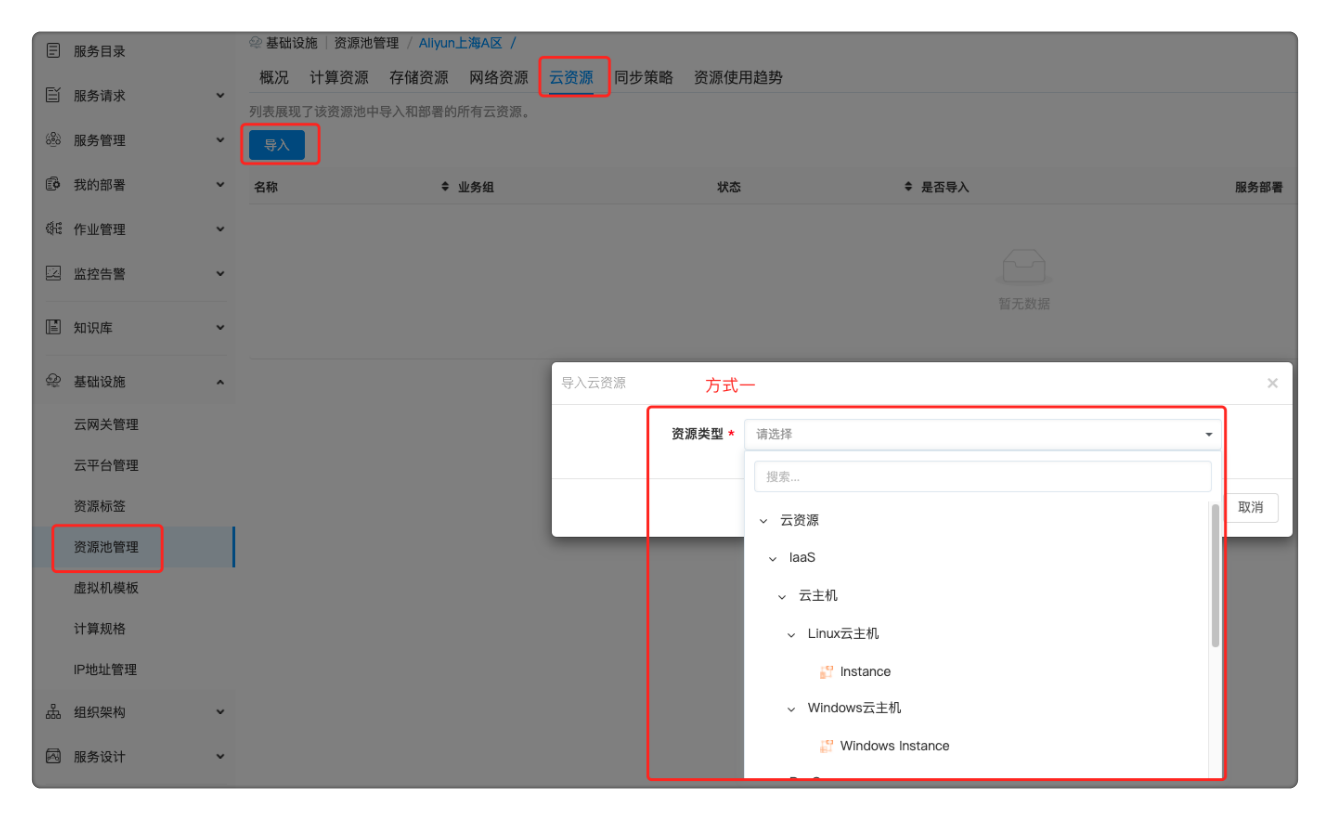 服务目录
服务请求
服务管理
我的部署
作业管理
监控告警
知识库
基础设施
云网关管理
云平台管理
资源标签
资源池管理
虚拟机模板
计算规格
IP地址管理
组织架构
服务设计
基础设施 | 资源池管理 / Aliyun上海A区 /
概况 计算资源 存储资源 网络资源 云资源 同步策略 资源使用趋势
列表展现了该资源池中导入和部署的所有云资源。
导入
名称 业务组 状态 是否导入 服务部署
暂无数据
导入云资源 方式一
资源类型 * 请选择
搜索...
取消
云资源
IaaS
云主机
Linux云主机
Instance
Windows云主机
Windows Instance